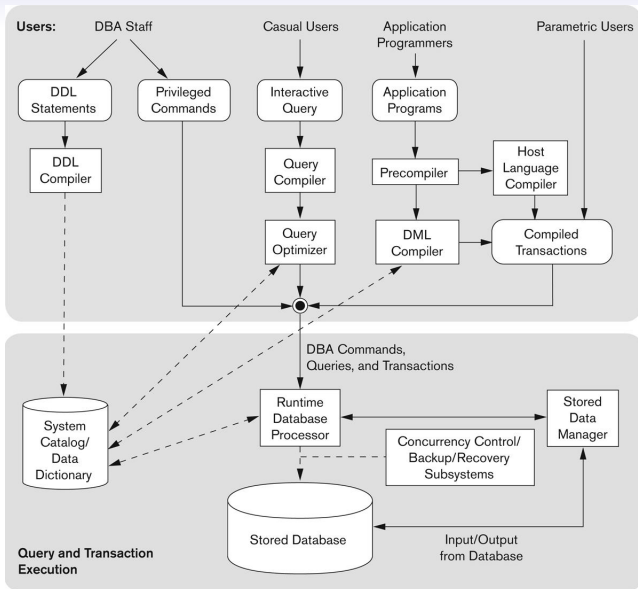 Users:
DBA Staff
Casual Users
Application
Programmers
Parametric Users
DDL
Statements
Privileged
Commands
Interactive
Query
Application
Programs
DDL
Compiler
Query
Compiler
Precompiler
Host
Language
Compiler
Query
Optimizer
DML
Compiler
Compiled
Transactions
DBA Commands,
Queries, and Transactions
System
Catalog/
Data
Dictionary
Runtime
Database
Processor
Stored
Data
Manager
Concurrency Control/
Backup/Recovery
Subsystems
Stored Database
Input/Output
from Database
Query and Transaction
Execution